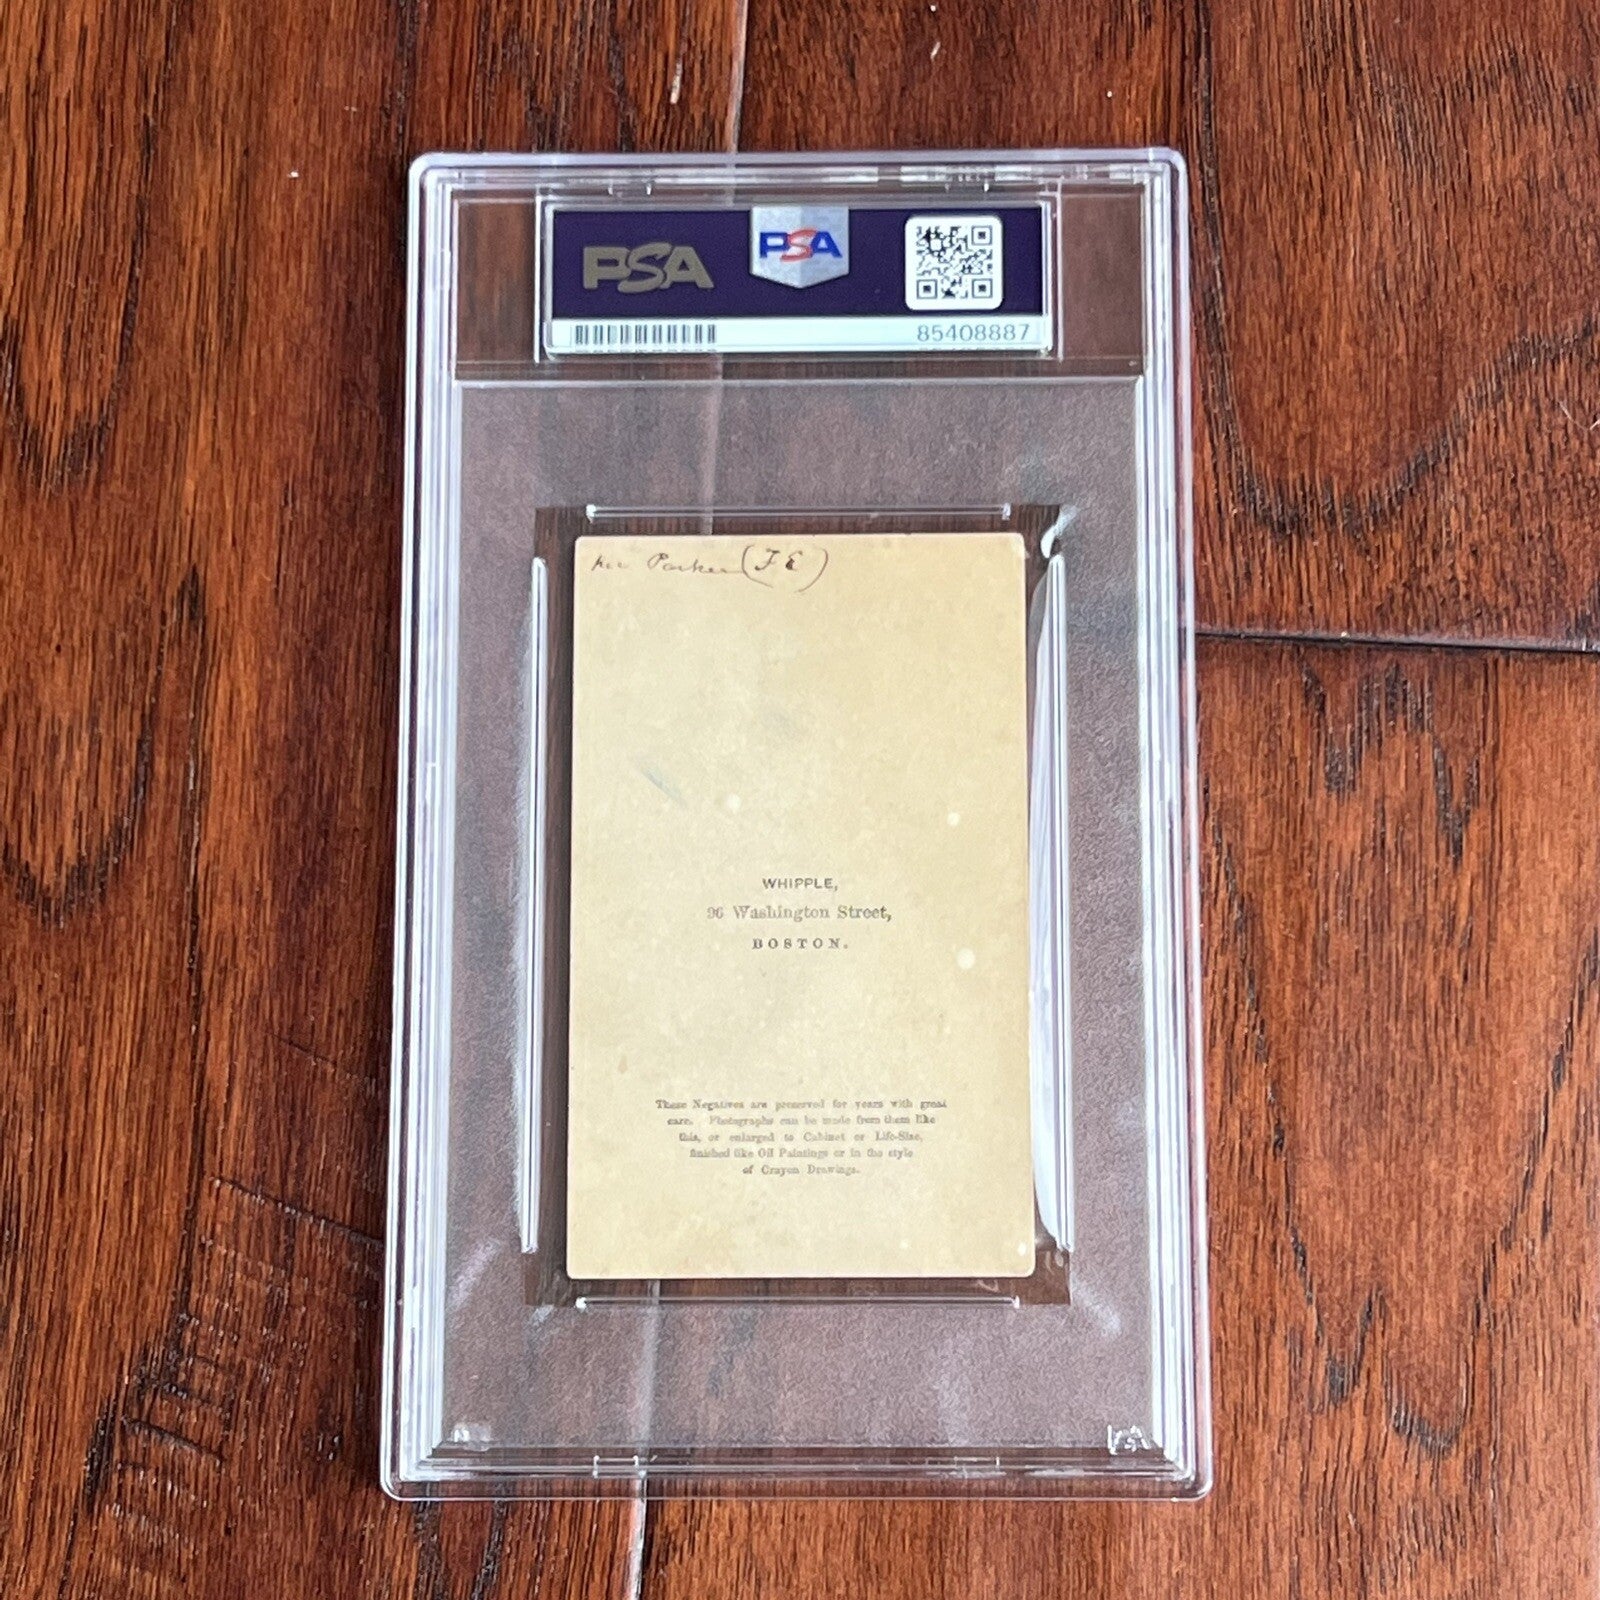 PSA PSA
85408887
Parker (F E)
WHIPPLE,
96 Washington Street,
BOSTON.
These Negatives are preserved for years with great
care. Photographs can be made from them like
this, or enlarged to Cabinet or Life-Size,
finished like Oil Paintings or in the style
of Crayon Drawings.